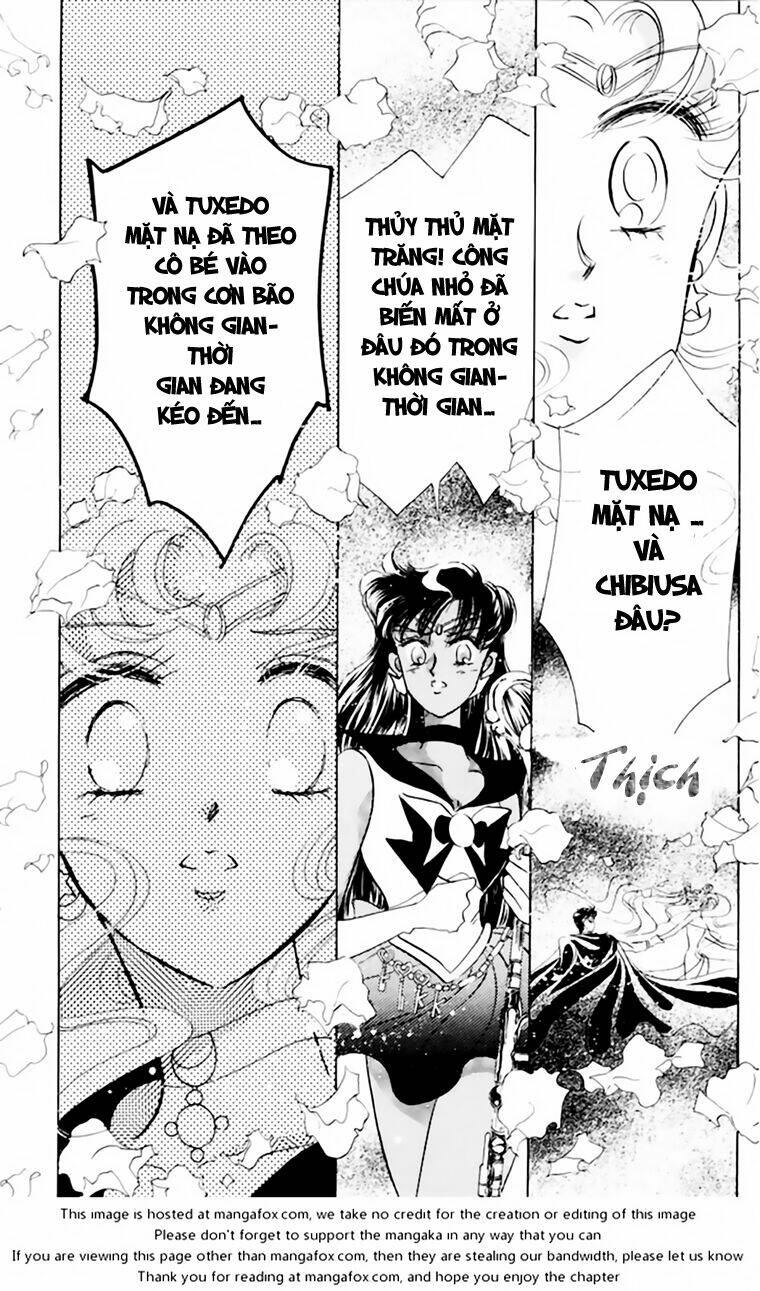 TUXEDO
MẶT NẠ ...
VÀ
CHIBIUSA
ĐÂU?
Thịch
THỦY THỦ MẶT
TRĂNG! CÔNG
CHÚA NHỎ ĐÃ
BIẾN MẤT Ở
ĐÂU ĐÓ TRONG
KHÔNG GIAN-
THỜI GIAN...
VÀ TUXEDO
MẶT NẠ ĐÃ THEO
CÔ BÉ VÀO
TRONG CƠN BÃO
KHÔNG GIAN-
THỜI
GIAN ĐANG
KÉO ĐẾN...
This image is hosted at mangafox.com, we take no credit for the creation or editing of this image
Please don't forget to support the mangaka in any way that you can
If you are viewing this page other than mangafox.com, then they are stealing our bandwidth, please let us know
Thank you for reading at mangafox.com, and hope you enjoy the chapter